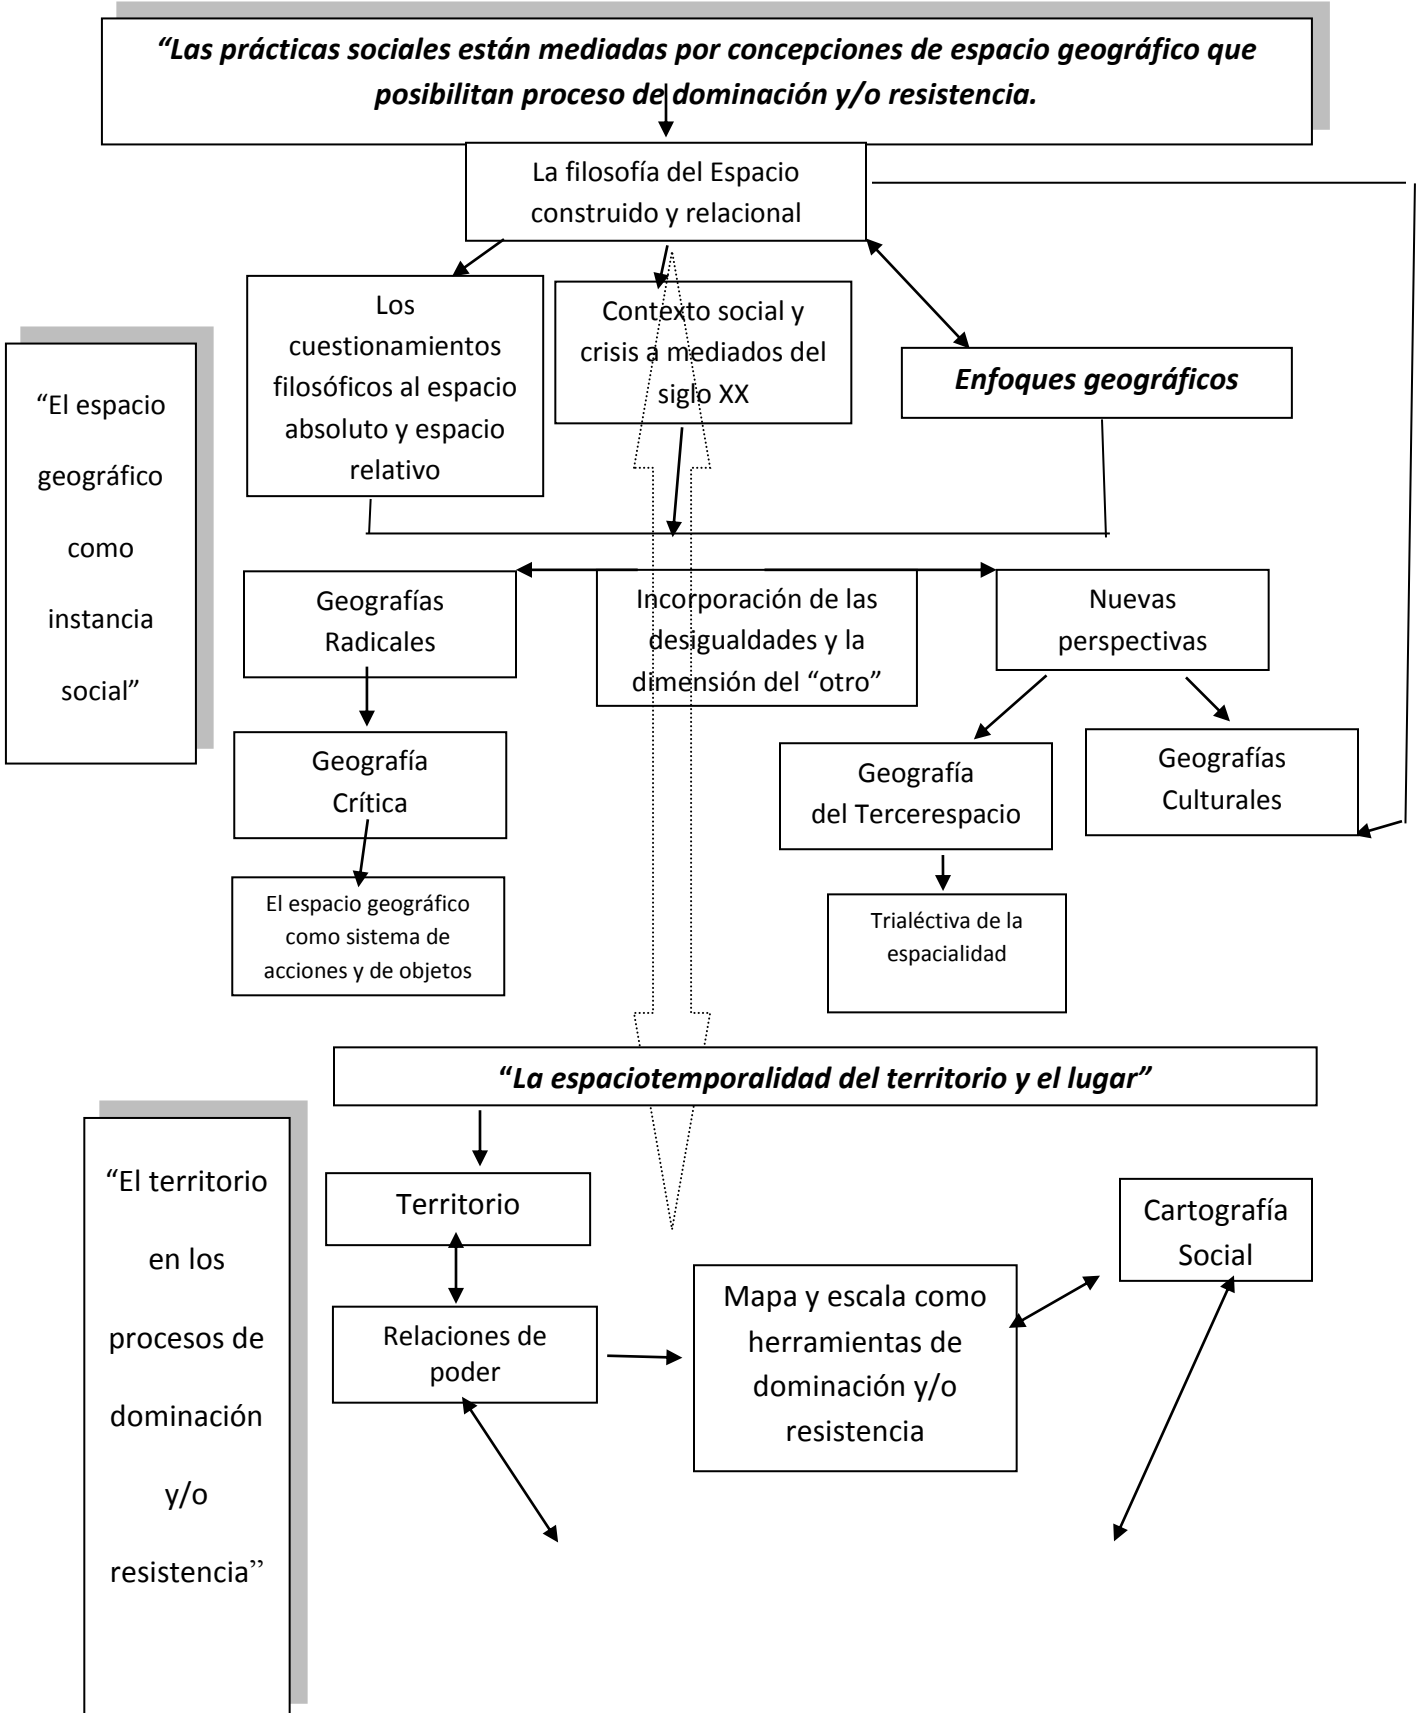 “Las prácticas sociales están mediadas por concepciones de espacio geográfico que
posibilitan proceso de dominación y/o resistencia.
La filosofía del Espacio
construido y relacional
Los
cuestionamientos
filosóficos al espacio
absoluto y espacio
relativo
Contexto social y
crisis a mediados del
siglo XX
Enfoques geográficos
“El espacio
geográfico
como
instancia
social”
Geografías
Radicales
Incorporación de las
desigualdades y la
dimensión del “otro”
Nuevas
perspectivas
Geografía
Crítica
Geografía
del Tercerespacio
Geografías
Culturales
El espacio geográfico
como sistema de
acciones y de objetos
Trialéctiva de la
espacialidad
“La espaciotemporalidad del territorio y el lugar”
“El territorio
en los
procesos de
dominación
y/o
resistencia”
Territorio
Cartografía
Social
Relaciones de
poder
Mapa y escala como
herramientas de
dominación y/o
resistencia